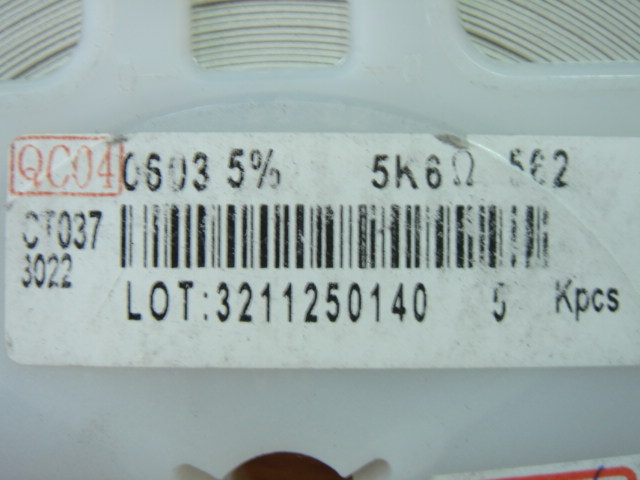 QC04 0603 5% 5K6Ω 562
CT037
3022
LOT:3211250140 5 Kpcs